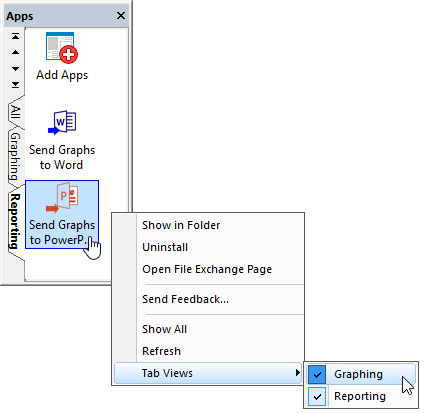 Apps
Add Apps
Send Graphs
to Word
Send Graphs
to PowerP...
All
Graphing
Reporting
Show in Folder
Uninstall
Open File Exchange Page
Send Feedback...
Show All
Refresh
Tab Views
Graphing
Reporting